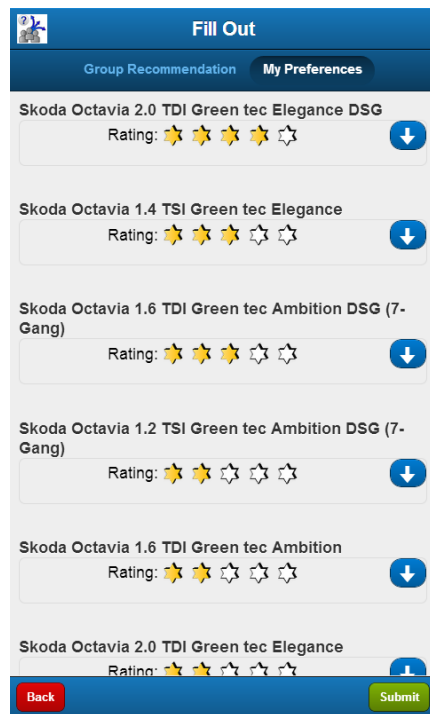 Fill Out
Group Recommendation My Preferences
Skoda Octavia 2.0 TDI Green tec Elegance DSG
Rating:
Skoda Octavia 1.4 TSI Green tec Elegance
Rating:
Skoda Octavia 1.6 TDI Green tec Ambition DSG (7-
Gang)
Rating:
Skoda Octavia 1.2 TSI Green tec Ambition DSG (7-
Gang)
Rating:
Skoda Octavia 1.6 TDI Green tec Ambition
Rating:
Skoda Octavia 2.0 TDI Green tec Elegance
Rating:
Back Submit